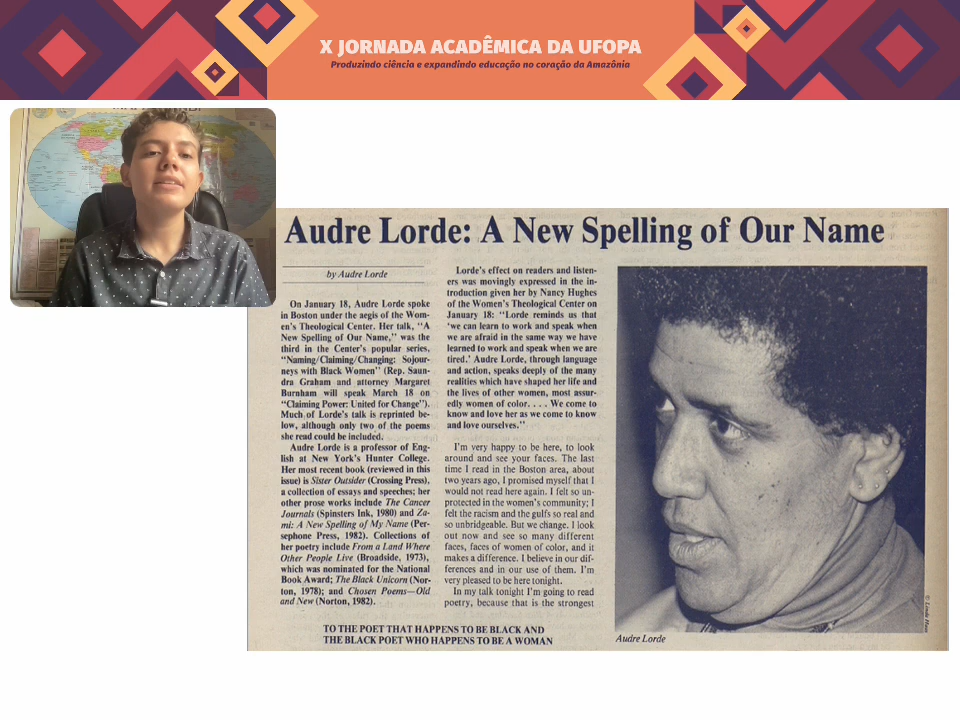 X JORNADA ACADÊMICA DA UFOPA
Produzindo ciência e expandindo educação no coração da Amazônia
Audre Lorde: A New Spelling of Our Name
by Audre Lorde
On January 18, Audre Lorde spoke
in Boston under the aegis of the Wom-
en's Theological Center. Her talk, "A
New Spelling of Our Name," was the
third in the Center's popular series,
"Naming/Claiming/Changing: Sojour-
neys with Black Women" (Rep. Saun-
dra Graham and attorney Margaret
Burnham will speak March 18 on
"Claiming Power: United for Change").
Much of Lorde's talk is reprinted be-
low, although only two of the poems
she read could be included.
Audre Lorde is a professor of Eng-
lish at New York's Hunter College.
Her most recent book (reviewed in this
issue) is Sister Outsider (Crossing Press),
a collection of essays and speeches; her
other prose works include The Cancer
Journals (Spinsters Ink, 1980) and Za-
mi: A New Spelling of My Name (Per-
sephone Press, 1982). Collections of
her poetry include From a Land Where
Other People Live (Broadside, 1973),
which was nominated for the National
Book Award; The Black Unicorn (Nor-
ton, 1978); and Chosen Poems—Old
and New (Norton, 1982).
Lorde's effect on readers and listen-
ers was movingly expressed in the in-
troduction given her by Nancy Hughes
of the Women's Theological Center on
January 18: "Lorde reminds us that
'we can learn to work and speak when
we are afraid in the same way we have
learned to work and speak when we are
tired.' Audre Lorde, through language
and action, speaks deeply of the many
realities which have shaped her life and
the lives of other women, most assur-
edly women of color. . . . We come to
know and love her as we come to know
and love ourselves."
I'm very happy to be here, to look
around and see your faces. The last
time I read in the Boston area, about
two years ago, I promised myself that I
would not read here again. I felt so un-
protected in the women's community; I
felt the racism and the gulfs so real and
so unbridgeable. But we change. I look
out now and see so many different
faces, faces of women of color, and it
makes a difference. I believe in our dif-
ferences and in our use of them. I'm
very pleased to be here tonight.
In my talk tonight I'm going to read
poetry, because that is the strongest
TO THE POET THAT HAPPENS TO BE BLACK AND
THE BLACK POET WHO HAPPENS TO BE A WOMAN
Audre Lorde